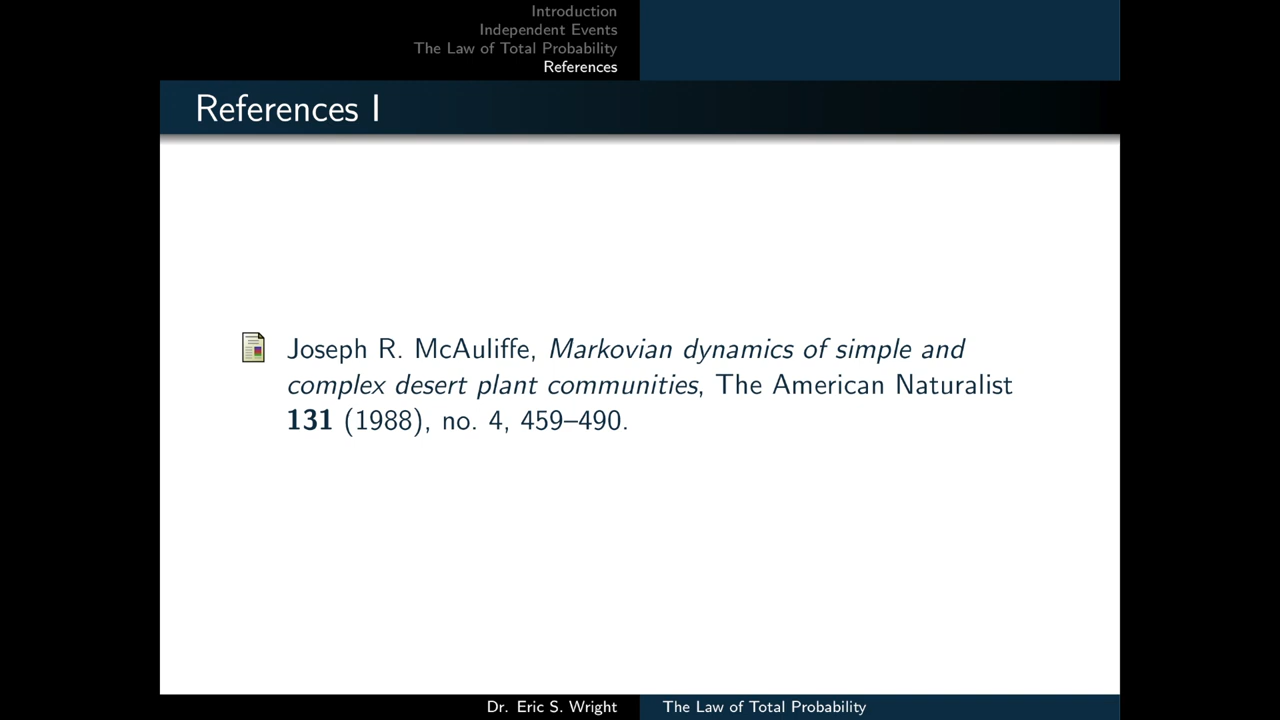 Introduction
Independent Events
The Law of Total Probability
References
References I
Joseph R. McAuliffe, Markovian dynamics of simple and
complex desert plant communities, The American Naturalist
131 (1988), no. 4, 459–490.
Dr. Eric S. Wright
The Law of Total Probability